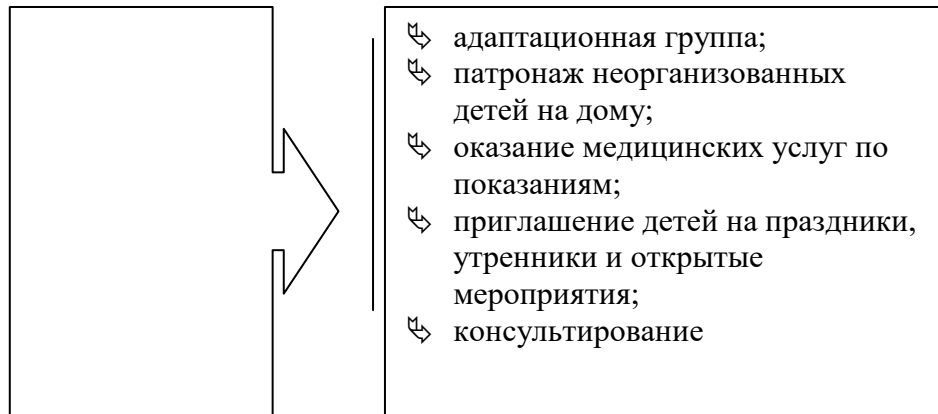 адаптационная группа;
патронаж неорганизованных
детей на дому;
оказание медицинских услуг по
показаниям;
приглашение детей на праздники,
утренники и открытые
мероприятия;
консультирование